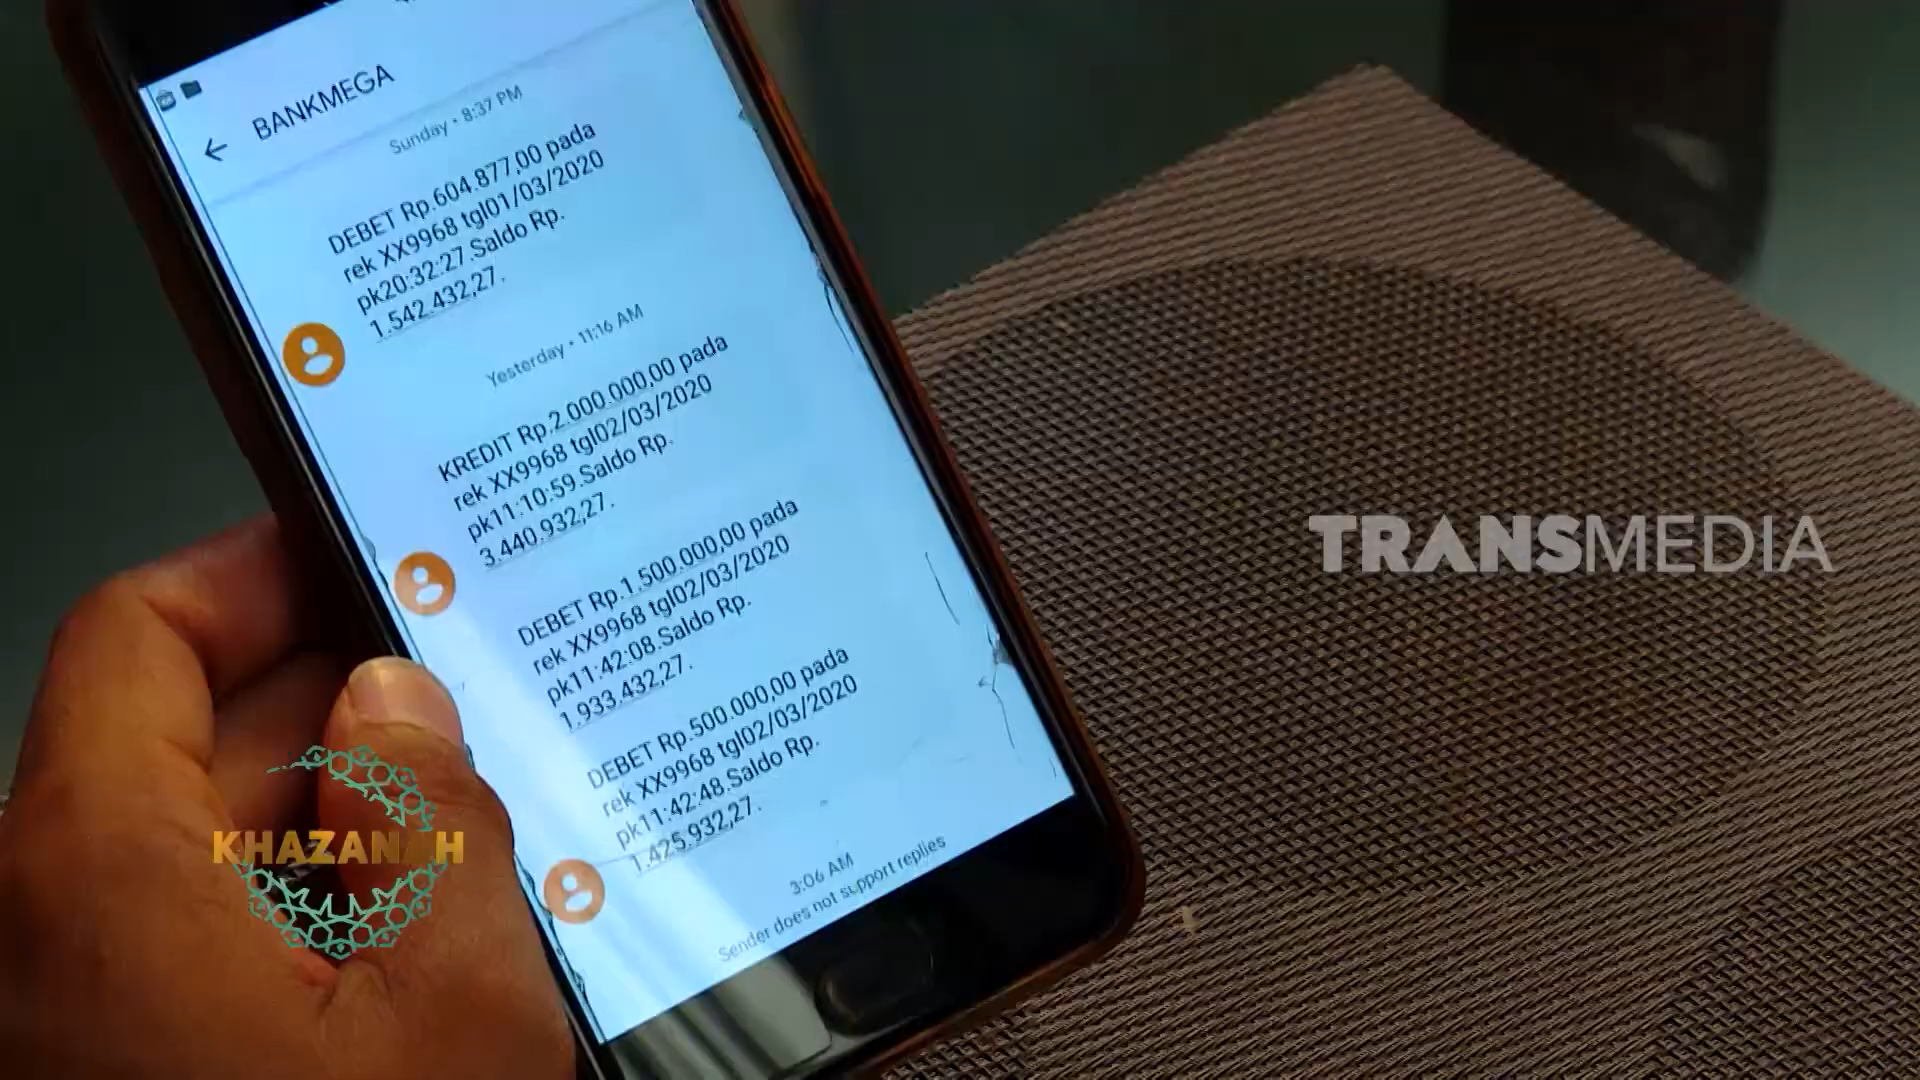 BANKMEGA
Sunday • 8:37 PM
DEBET Rp.604.877,00 pada
rek XX9968 tgl01/03/2020
pk20:32:27.Saldo Rp.
1.542.432,27.
Yesterday • 11:16 AM
KREDIT Rp.2.000.000,00 pada
rek XX9968 tgl02/03/2020
pk11:10:59.Saldo Rp.
3.440.932,27.
DEBET Rp.1.500.000,00 pada
rek XX9968 tgl02/03/2020
pk11:42:08.Saldo Rp.
1.933.432,27.
DEBET Rp.500.000,00 pada
rek XX9968 tgl02/03/2020
pk11:42:48.Saldo Rp.
1.425.932,27.
3:06 AM
Sender does not support replies
TRANSMEDIA
KHAZANAH